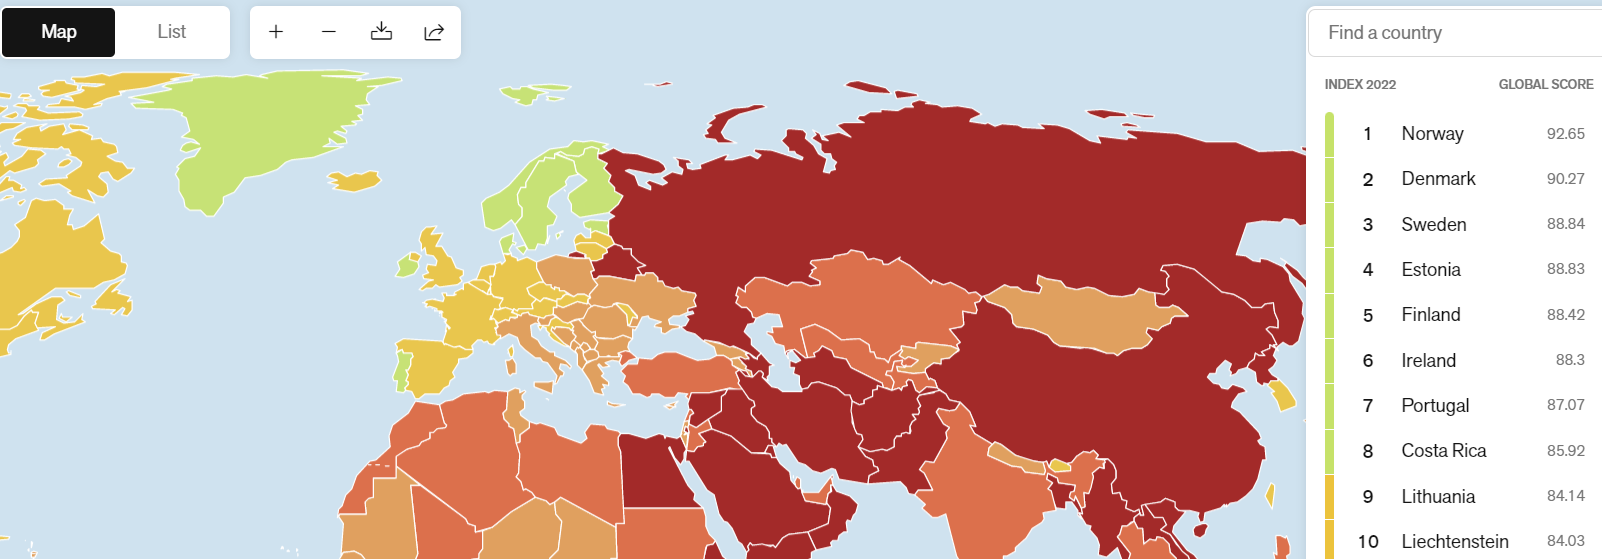 Map
List
Find a country
INDEX 2022 GLOBAL SCORE
1 Norway 92.65
2 Denmark 90.27
3 Sweden 88.84
4 Estonia 88.83
5 Finland 88.42
6 Ireland 88.3
7 Portugal 87.07
8 Costa Rica 85.92
9 Lithuania 84.14
10 Liechtenstein 84.03